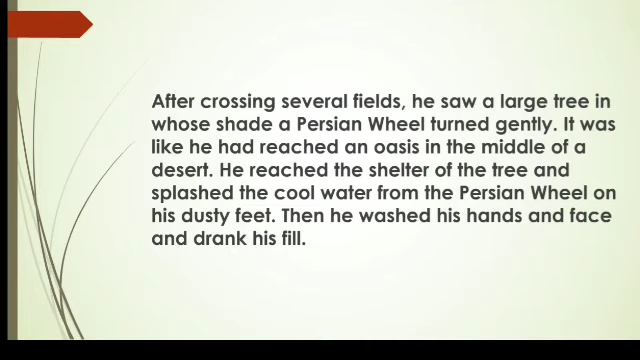 After crossing several fields, he saw a large tree in
whose shade a Persian Wheel turned gently. It was
like he had reached an oasis in the middle of a
desert. He reached the shelter of the tree and
splashed the cool water from the Persian Wheel on
his dusty feet. Then he washed his hands and face
and drank his fill.